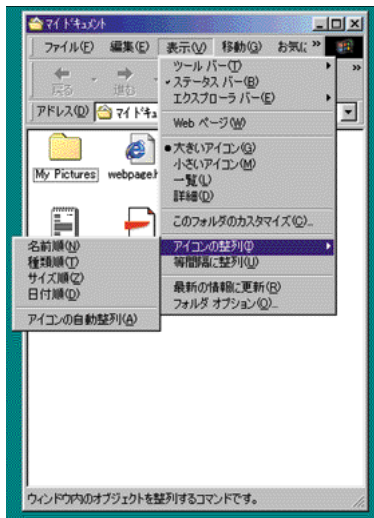 マイ ドキュメント
ファイル(F) 編集(E) 表示(V) 移動(G) お気に »
戻る 進む »
アドレス(D) マイ ドキュ
ツール バー(T)
ステータス バー(B)
エクスプローラ バー(E)
Web ページ(W)
大きいアイコン(G)
小さいアイコン(M)
一覧(L)
詳細(D)
このフォルダのカスタマイズ(C)...
アイコンの整列(I)
等間隔に整列(U)
最新の情報に更新(R)
フォルダ オプション(O)...
My Pictures webpage.h
名前順(N)
種類順(T)
サイズ順(Z)
日付順(D)
アイコンの自動整列(A)
ウィンドウ内のオブジェクトを整列するコマンドです。